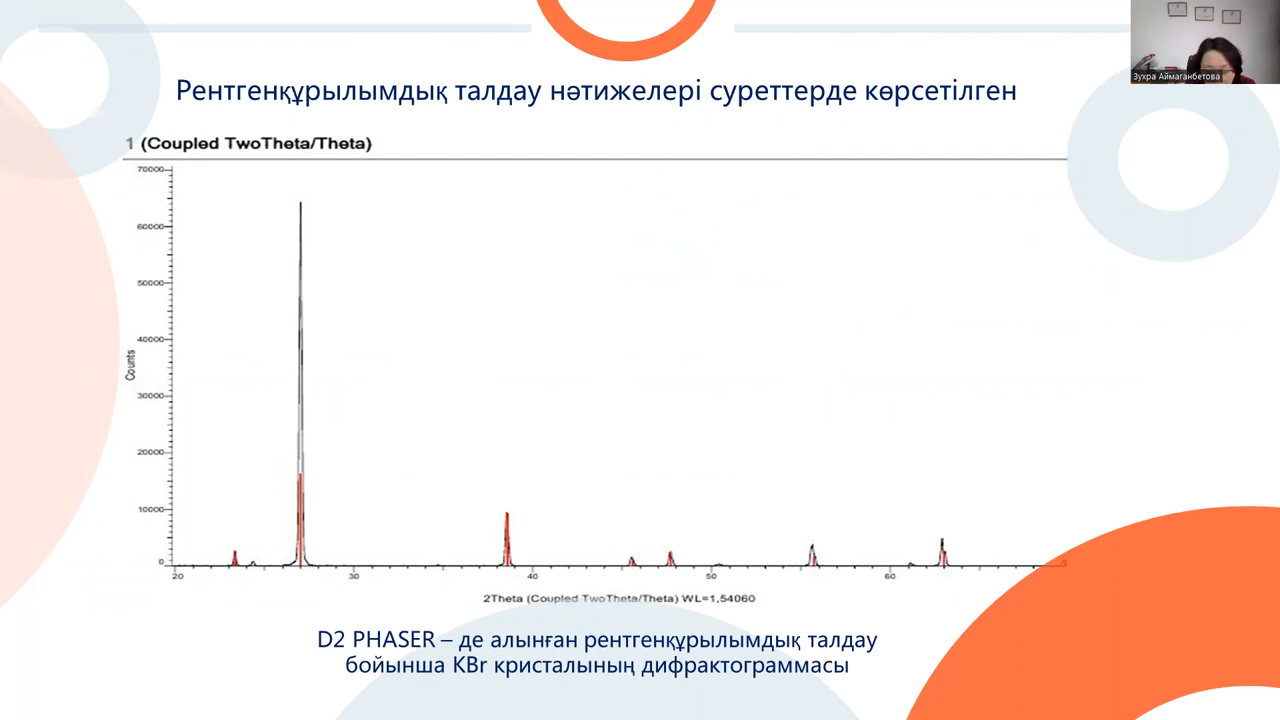 Зухра Аймаганбетова
Рентгенқұрылымдық талдау нәтижелері суреттерде көрсетілген
1 (Coupled TwoTheta/Theta)
70000
60000
50000
40000
30000
20000
10000
0
Counts
20 30 40 50 60
2Theta (Coupled TwoTheta/Theta) WL=1,54060
D2 PHASER – де алынған рентгенқұрылымдық талдау
бойынша KBr кристалының дифрактограммасы